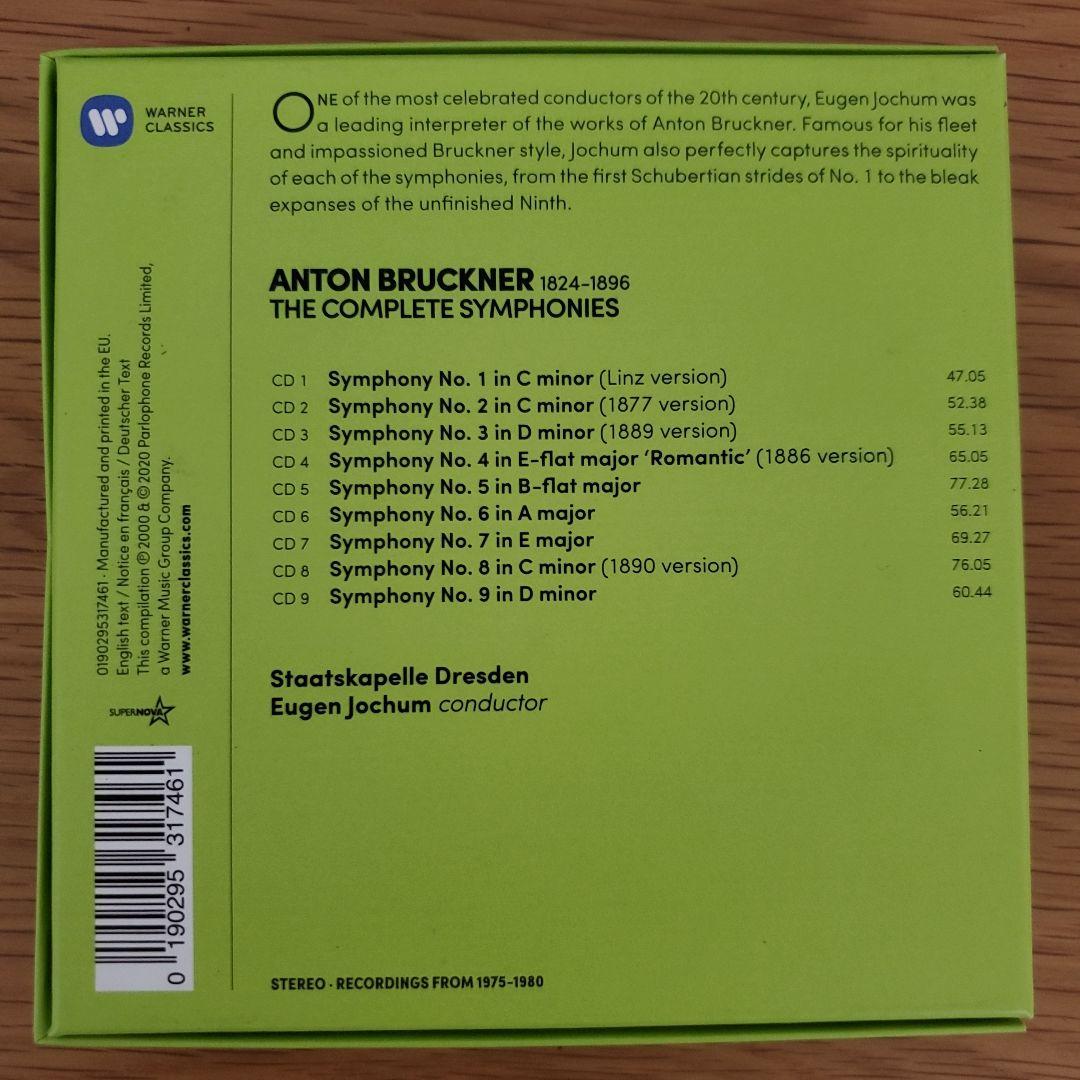 WARNER
CLASSICS
ONE of the most celebrated conductors of the 20th century, Eugen Jochum was
a leading interpreter of the works of Anton Bruckner. Famous for his fleet
and impassioned Bruckner style, Jochum also perfectly captures the spirituality
of each of the symphonies, from the first Schubertian strides of No. 1 to the bleak
expanses of the unfinished Ninth.
ANTON BRUCKNER 1824–1896
THE COMPLETE SYMPHONIES
CD 1 Symphony No. 1 in C minor (Linz version) 47.05
CD 2 Symphony No. 2 in C minor (1877 version) 52.38
CD 3 Symphony No. 3 in D minor (1889 version) 55.13
CD 4 Symphony No. 4 in E-flat major ‘Romantic’ (1886 version) 65.05
CD 5 Symphony No. 5 in B-flat major 77.28
CD 6 Symphony No. 6 in A major 56.21
CD 7 Symphony No. 7 in E major 69.27
CD 8 Symphony No. 8 in C minor (1890 version) 76.05
CD 9 Symphony No. 9 in D minor 60.44
Staatskapelle Dresden
Eugen Jochum conductor
STEREO · RECORDINGS FROM 1975–1980
0190295317461 · Manufactured and printed in the EU.
English text / Notice en français / Deutscher Text
This compilation ℗ 2000 & © 2020 Parlophone Records Limited,
a Warner Music Group Company.
www.warnerclassics.com
SUPERNOVA
0 190295 317461